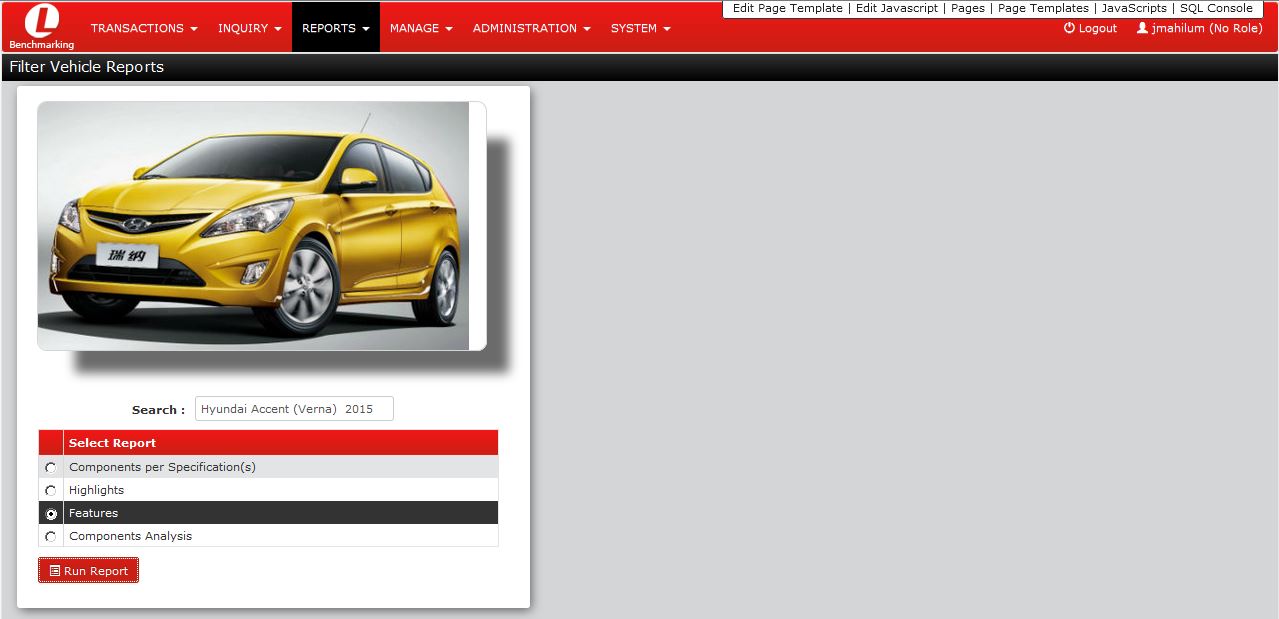 Edit Page Template | Edit Javascript | Pages | Page Templates | JavaScripts | SQL Console
Benchmarking
TRANSACTIONS INQUIRY REPORTS MANAGE ADMINISTRATION SYSTEM Logout jmahilum (No Role)
Filter Vehicle Reports
瑞纳
Search : Hyundai Accent (Verna) 2015
Select Report
Components per Specification(s)
Highlights
Features
Components Analysis
Run Report